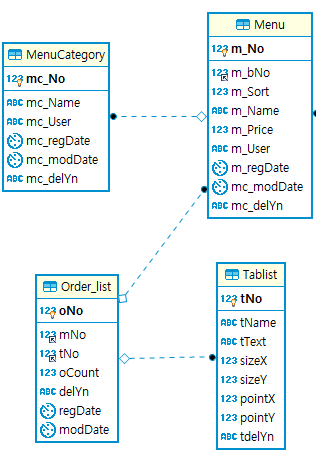 MenuCategory
123 mc_No
ABC mc_Name
ABC mc_User
mc_regDate
mc_modDate
ABC mc_delYn
Menu
123 m_No
123 m_bNo
123 m_Sort
ABC m_Name
123 m_Price
ABC m_User
m_regDate
mc_modDate
ABC mc_delYn
Order_list
123 oNo
123 mNo
123 tNo
123 oCount
ABC delYn
regDate
modDate
Tablist
123 tNo
ABC tName
ABC tText
123 sizeX
123 sizeY
123 pointX
123 pointY
ABC tdelYn